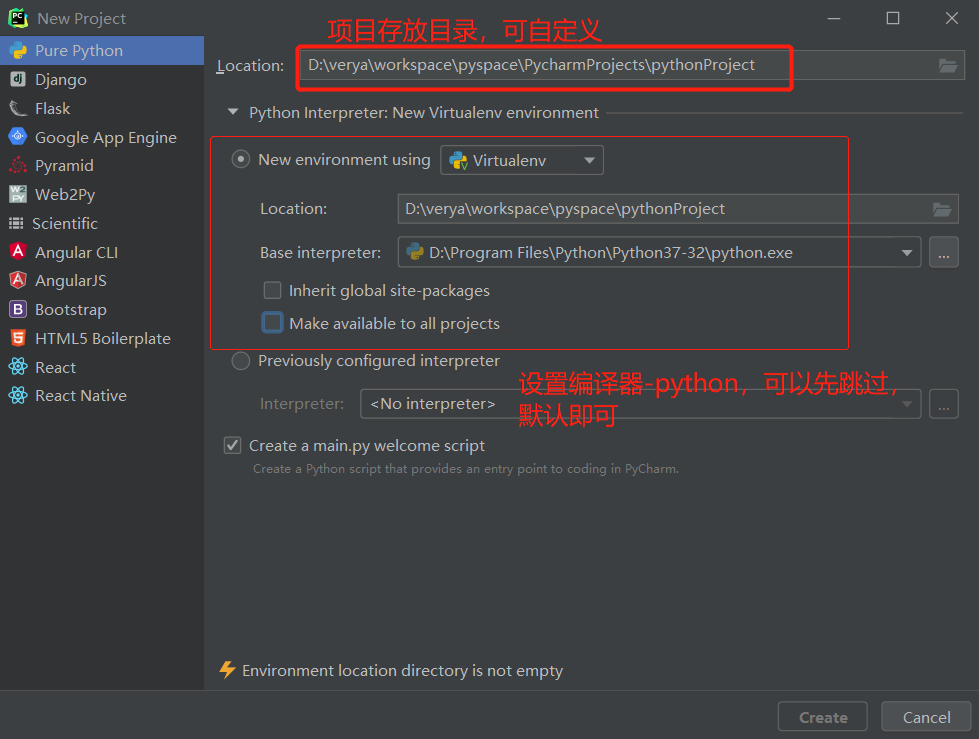 New Project
项目存放目录，可自定义
Pure Python
Location: D:\verya\workspace\pyspace\PycharmProjects\pythonProject
Django
Flask
Python Interpreter: New Virtualenv environment
Google App Engine
New environment using Virtualenv
Pyramid
Web2Py
Location: D:\verya\workspace\pyspace\pythonProject
Scientific
Angular CLI
Base interpreter: D:\Program Files\Python\Python37-32\python.exe ...
AngularJS
Inherit global site-packages
Bootstrap
Make available to all projects
HTML5 Boilerplate
React
Previously configured interpreter
React Native
设置编译器-python，可以先跳过，
Interpreter: <No interpreter> ...
默认即可
Create a main.py welcome script
Create a Python script that provides an entry point to coding in PyCharm.
Environment location directory is not empty
Create Cancel